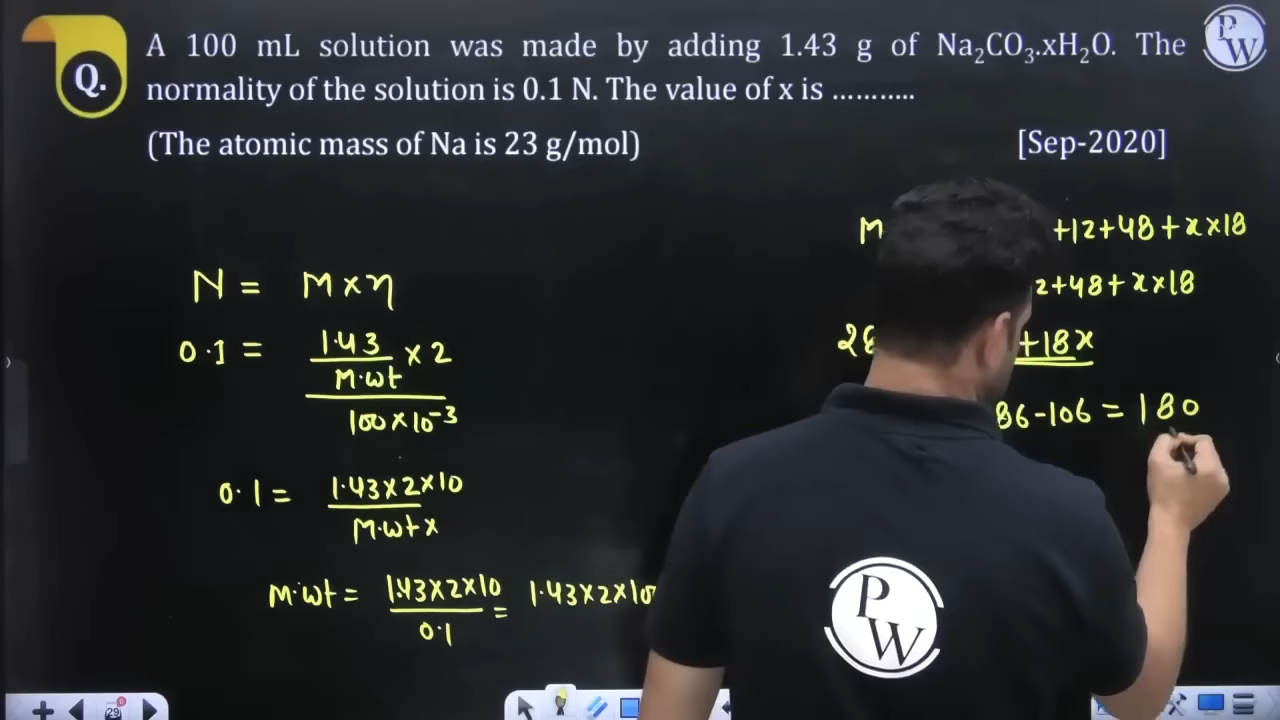 Q.
A 100 mL solution was made by adding 1.43 g of Na₂CO₃.xH₂O. The
normality of the solution is 0.1 N. The value of x is ...........
(The atomic mass of Na is 23 g/mol)
[Sep-2020]
P
W
N = M × η
0.1 = 1.43/M.wt × 2 / 100 × 10⁻³
0.1 = 1.43×2×10 / M.wt x
M.wt = 1.43×2×10 / 0.1 = 1.43×2×10
M +12+48+x×18
2+48+x×18
28 +18x
86-106 = 180
P
W
29